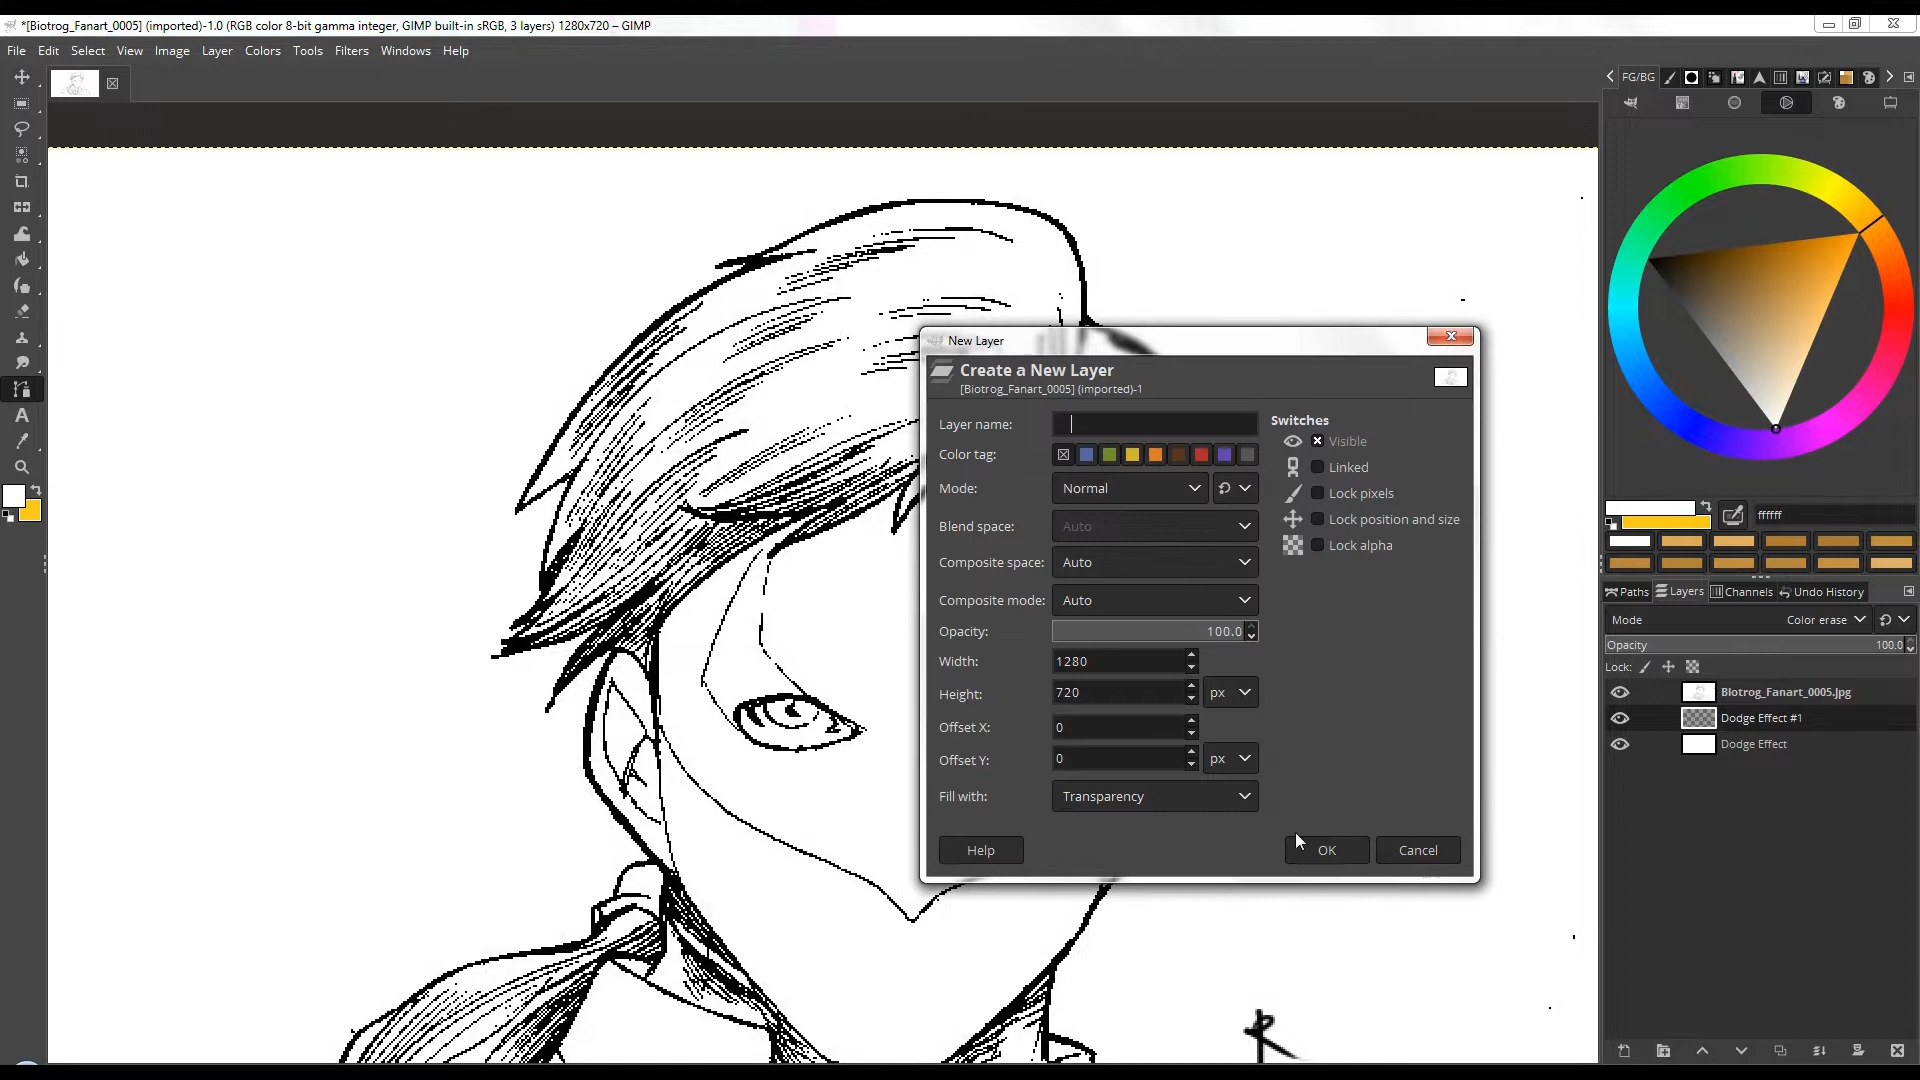 *[Biotrog_Fanart_0005] (imported)-1.0 (RGB color 8-bit gamma integer, GIMP built-in sRGB, 3 layers) 1280x720 – GIMP
File Edit Select View Image Layer Colors Tools Filters Windows Help
FG/BG
New Layer
Create a New Layer
[Biotrog_Fanart_0005] (imported)-1
Layer name:
Color tag:
Mode: Normal
Blend space: Auto
Composite space: Auto
Composite mode: Auto
Opacity: 100.0
Width: 1280
Height: 720 px
Offset X: 0
Offset Y: 0 px
Fill with: Transparency
Help OK Cancel
Switches
Visible
Linked
Lock pixels
Lock position and size
Lock alpha
ffffff
Paths Layers Channels Undo History
Mode Color erase
Opacity 100.0
Lock:
Biotrog_Fanart_0005.jpg
Dodge Effect #1
Dodge Effect